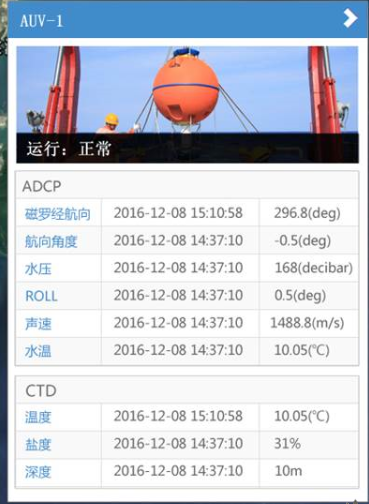 AUV-1
运行：正常
ADCP
磁罗经航向 2016-12-08 15:10:58 296.8(deg)
航向角度 2016-12-08 14:37:10 -0.5(deg)
水压 2016-12-08 14:37:10 168(decibar)
ROLL 2016-12-08 14:37:10 0.5(deg)
声速 2016-12-08 14:37:10 1488.8(m/s)
水温 2016-12-08 14:37:10 10.05(℃)
CTD
温度 2016-12-08 15:10:58 10.05(℃)
盐度 2016-12-08 14:37:10 31%
深度 2016-12-08 14:37:10 10m